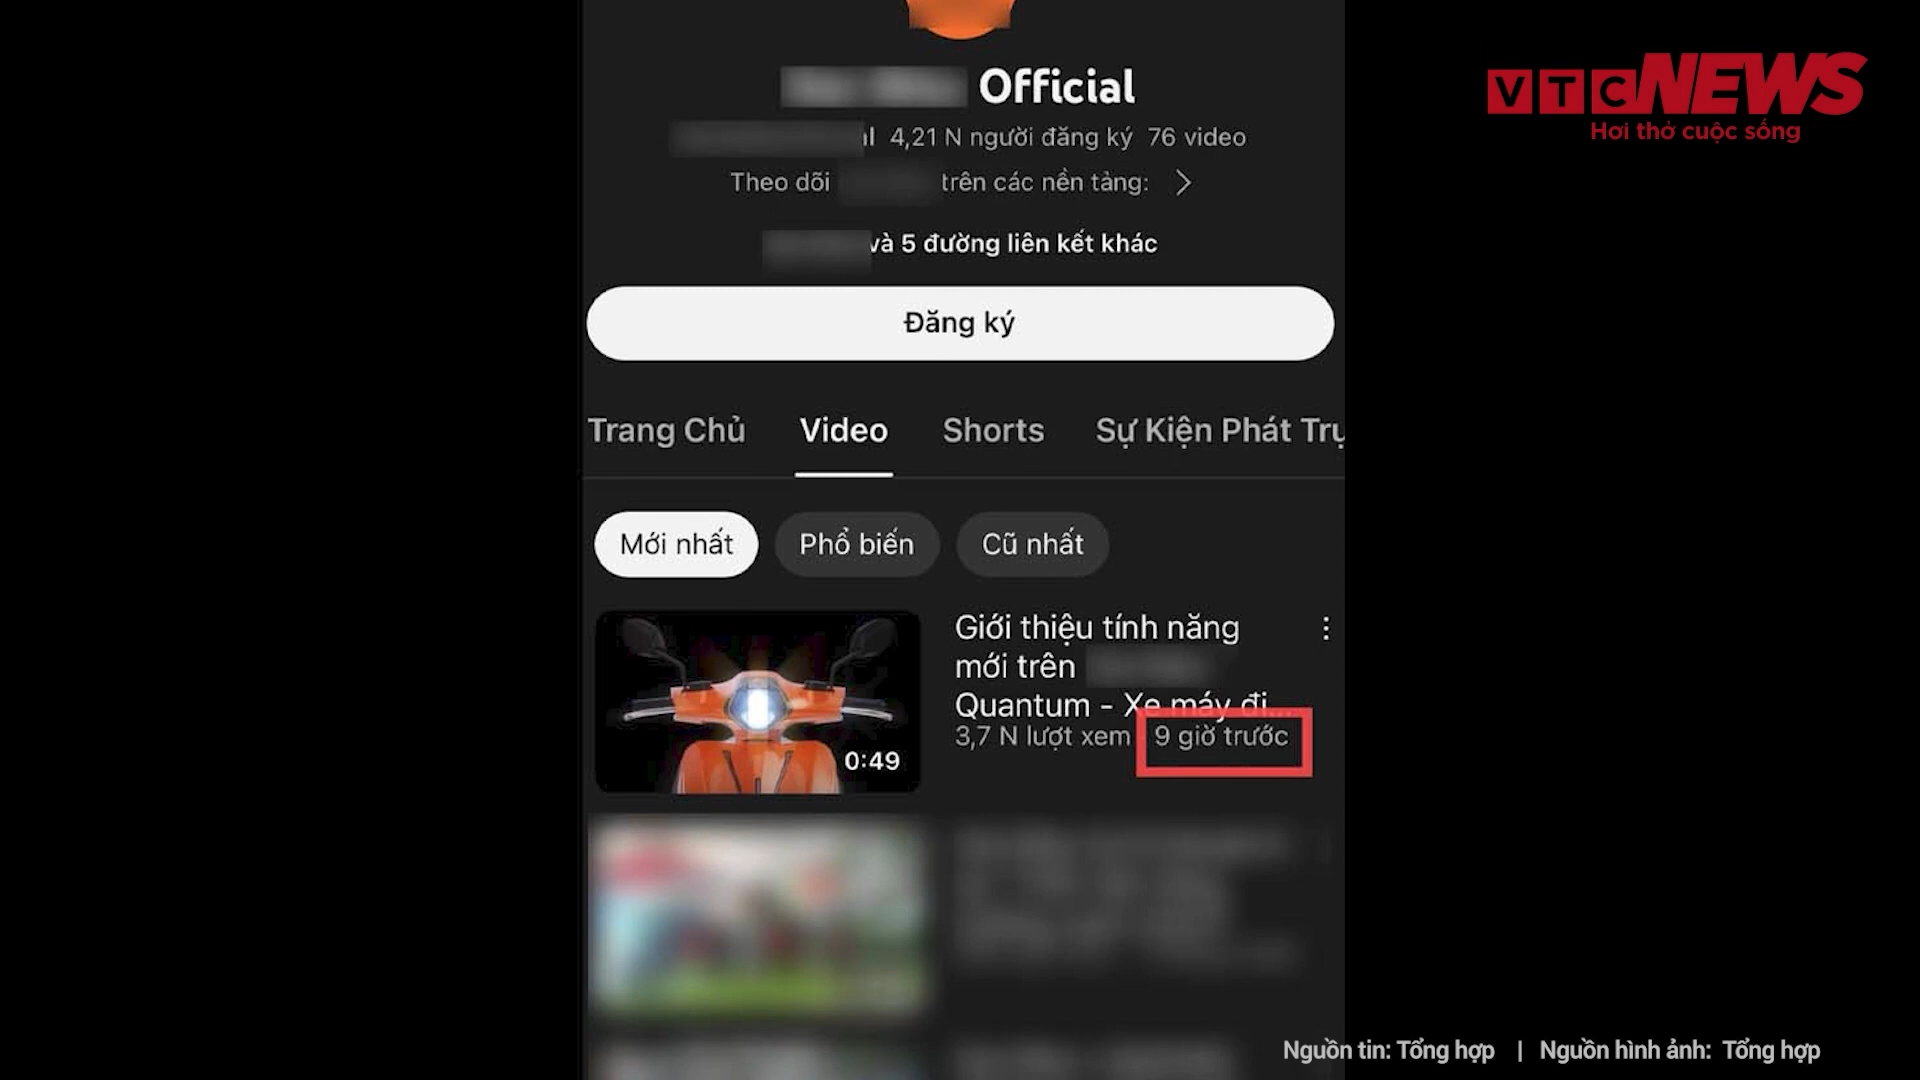 VTC NEWS
Hơi thở cuộc sống
Official
4,21 N người đăng ký 76 video
Theo dõi trên các nền tảng:
và 5 đường liên kết khác
Đăng ký
Trang Chủ Video Shorts Sự Kiện Phát Trự
Mới nhất Phổ biến Cũ nhất
Giới thiệu tính năng
mới trên
Quantum - Xe máy đi...
3,7 N lượt xem 9 giờ trước
0:49
Nguồn tin: Tổng hợp | Nguồn hình ảnh: Tổng hợp